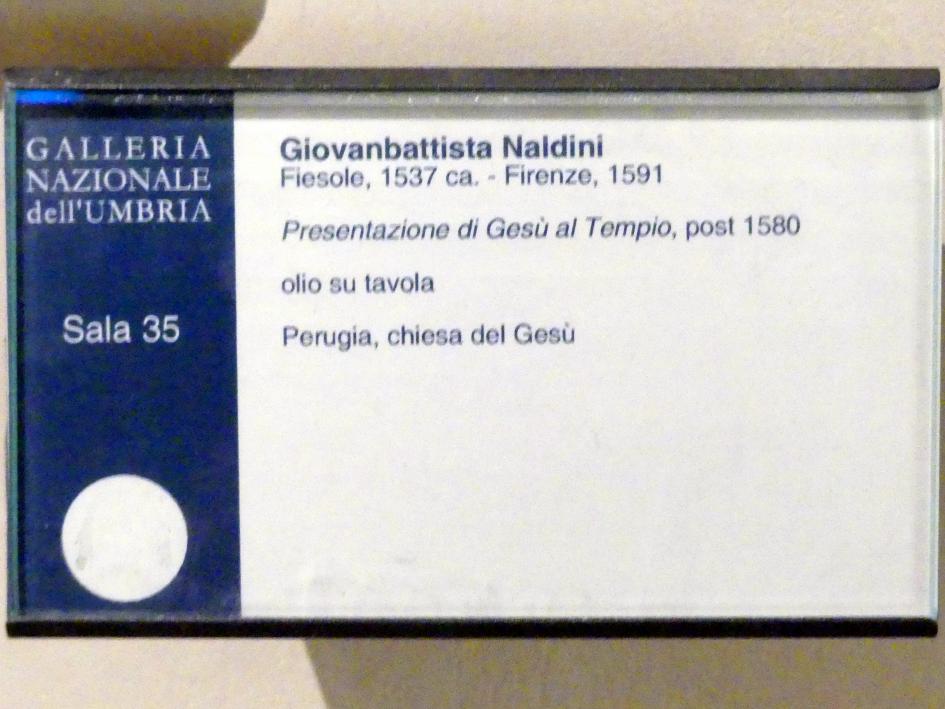 GALLERIA
NAZIONALE
dell'UMBRIA
Sala 35
Giovanbattista Naldini
Fiesole, 1537 ca. - Firenze, 1591
Presentazione di Gesù al Tempio, post 1580
olio su tavola
Perugia, chiesa del Gesù